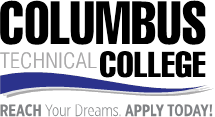 COLUMBUS
TECHNICAL COLLEGE
REACH Your Dreams. APPLY TODAY!